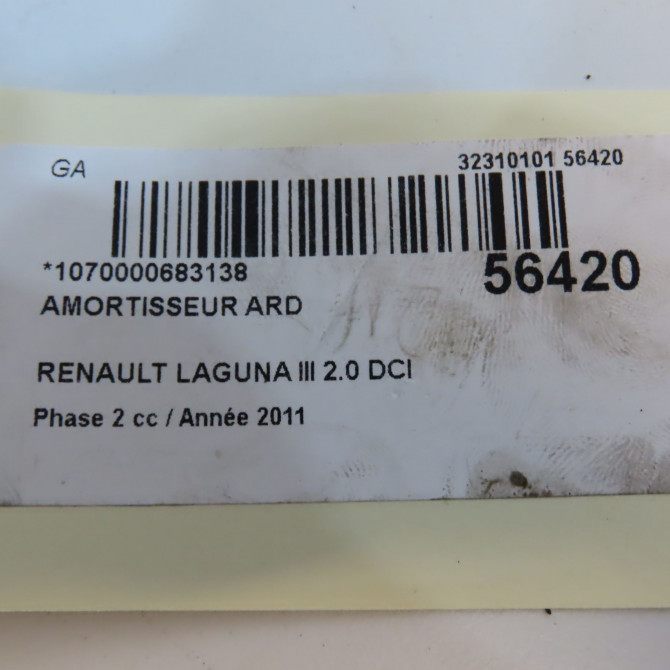 GA
32310101 56420
*1070000683138
56420
AMORTISSEUR ARD
RENAULT LAGUNA III 2.0 DCI
Phase 2 cc / Année 2011